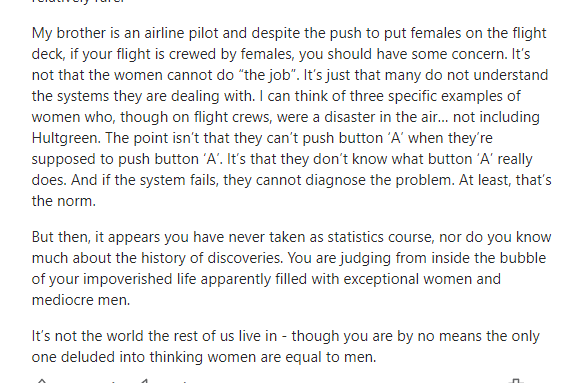 relatively rare.
My brother is an airline pilot and despite the push to put females on the flight
deck, if your flight is crewed by females, you should have some concern. It's
not that the women cannot do “the job”. It's just that many do not understand
the systems they are dealing with. I can think of three specific examples of
women who, though on flight crews, were a disaster in the air... not including
Hultgreen. The point isn't that they can't push button ‘A’ when they're
supposed to push button ‘A’. It's that they don't know what button ‘A’ really
does. And if the system fails, they cannot diagnose the problem. At least, that's
the norm.
But then, it appears you have never taken as statistics course, nor do you know
much about the history of discoveries. You are judging from inside the bubble
of your impoverished life apparently filled with exceptional women and
mediocre men.
It's not the world the rest of us live in - though you are by no means the only
one deluded into thinking women are equal to men.